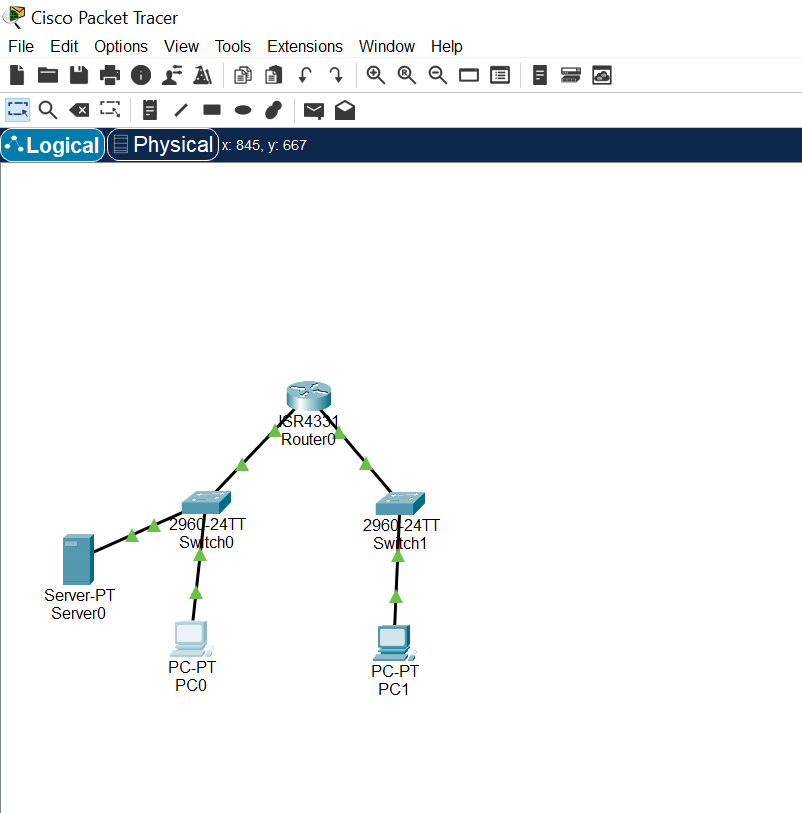 Cisco Packet Tracer
File Edit Options View Tools Extensions Window Help
Logical Physical x: 845, y: 667
ISR4331
Router0
2960-24TT
Switch0
2960-24TT
Switch1
Server-PT
Server0
PC-PT
PC0
PC-PT
PC1